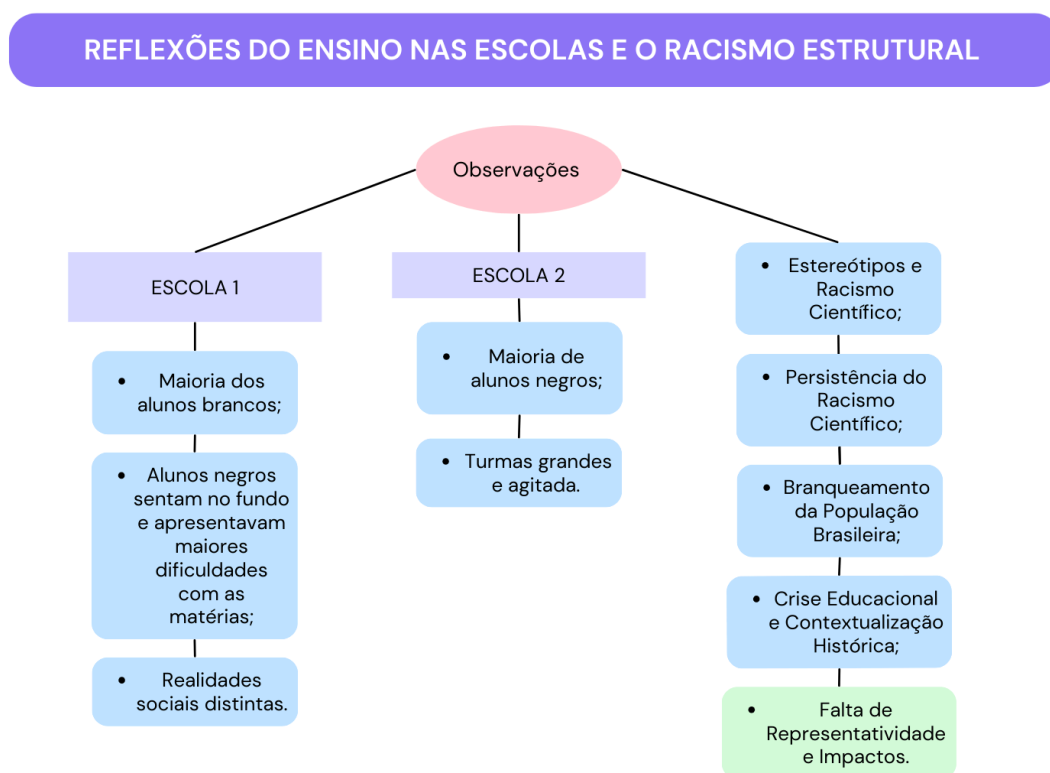 REFLEXÕES DO ENSINO NAS ESCOLAS E O RACISMO ESTRUTURAL
Observações
ESCOLA 1
• Maioria dos
alunos brancos;
• Alunos negros
sentam no fundo
e apresentavam
maiores
dificuldades
com as
matérias;
• Realidades
sociais distintas.
ESCOLA 2
• Maioria de
alunos negros;
• Turmas grandes
e agitada.
• Estereótipos e
Racismo
Científico;
• Persistência do
Racismo
Científico;
• Branqueamento
da População
Brasileira;
• Crise Educacional
e Contextualização
Histórica;
• Falta de
Representatividade
e Impactos.